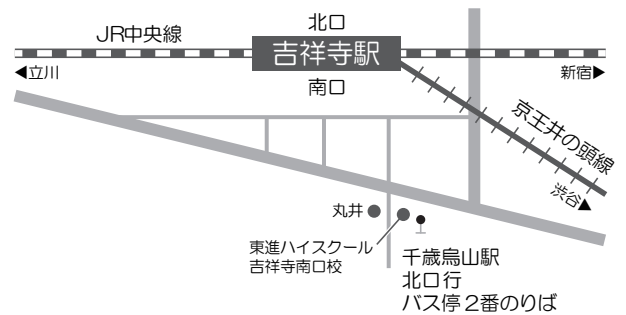 北口
JR中央線
吉祥寺駅
◀立川
新宿▶
南口
京王井の頭線
渋谷▶
丸井
東進ハイスクール
吉祥寺南口校
千歳烏山駅
北口行
バス停2番のりば